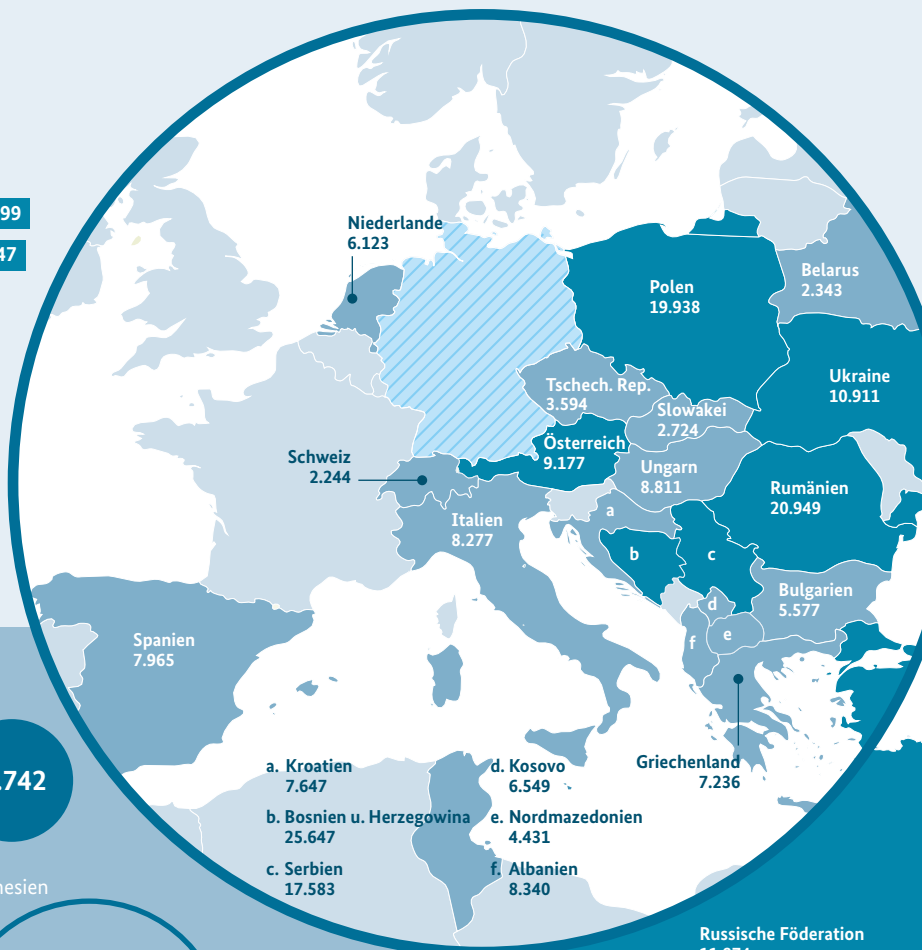 99
47
Niederlande
6.123
Belarus
2.343
Polen
19.938
Ukraine
10.911
Tschech. Rep.
3.594
Slowakei
2.724
Österreich
9.177
Schweiz
2.244
Ungarn
8.811
Rumänien
20.949
Italien
8.277
a
b
c
Bulgarien
5.577
d
e
f
Spanien
7.965
Griechenland
7.236
.742
a. Kroatien
7.647
b. Bosnien u. Herzegowina
25.647
c. Serbien
17.583
d. Kosovo
6.549
e. Nordmazedonien
4.431
f. Albanien
8.340
nesien
Russische Föderation